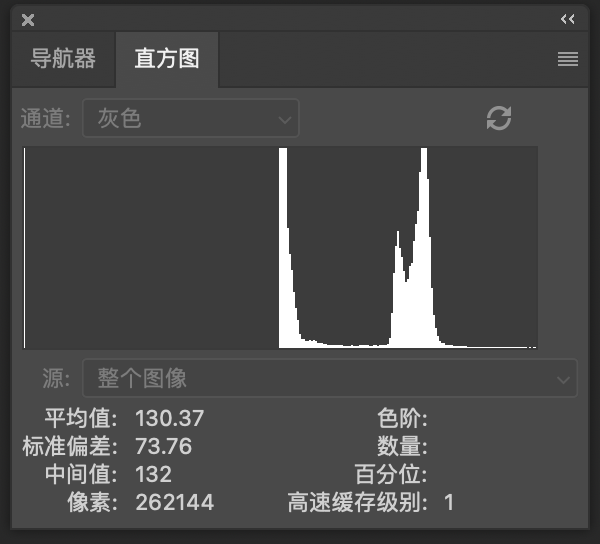 导航器 直方图
通道: 灰色
源: 整个图像
平均值: 130.37 色阶:
标准偏差: 73.76 数量:
中间值: 132 百分位:
像素: 262144 高速缓存级别: 1